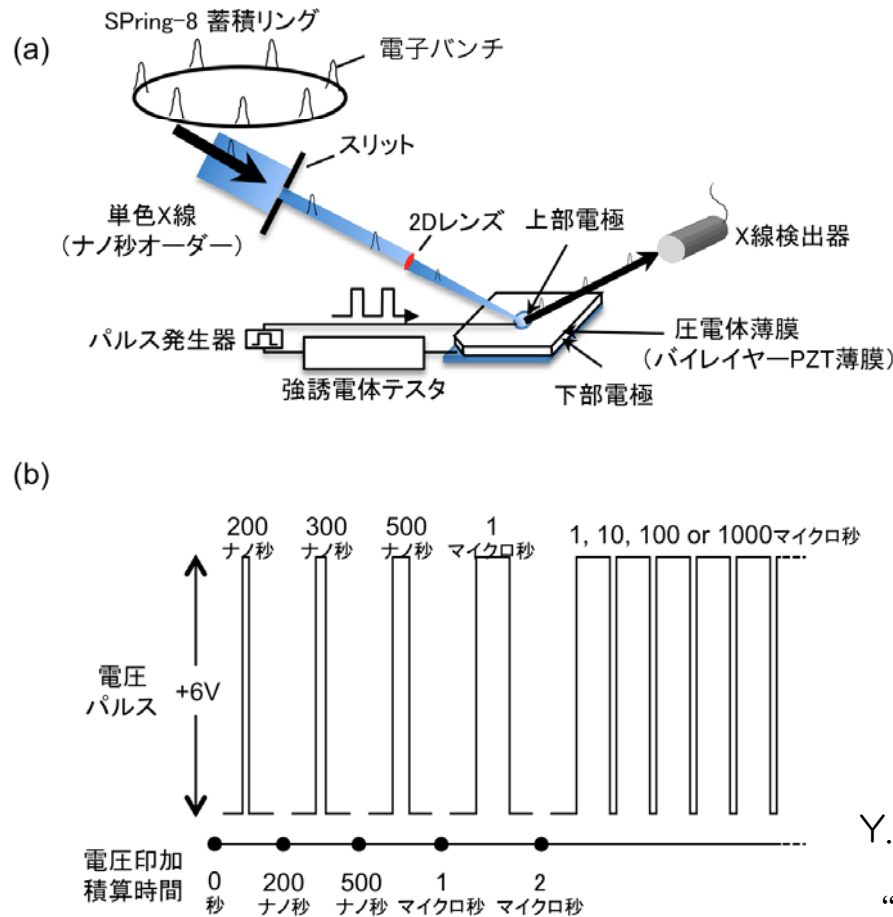 (a)
SPring-8 蓄積リング
電子バンチ
スリット
単色X線
(ナノ秒オーダー)
2Dレンズ
上部電極
X線検出器
パルス発生器
強誘電体テスタ
圧電体薄膜
(バイレイヤーPZT薄膜)
下部電極
(b)
200
ナノ秒
300
ナノ秒
500
ナノ秒
1
マイクロ秒
1, 10, 100 or 1000マイクロ秒
電圧
パルス
+6V
電圧印加
積算時間
0
秒
200
ナノ秒
500
ナノ秒
1
マイクロ秒
2
マイクロ秒
Y.
“